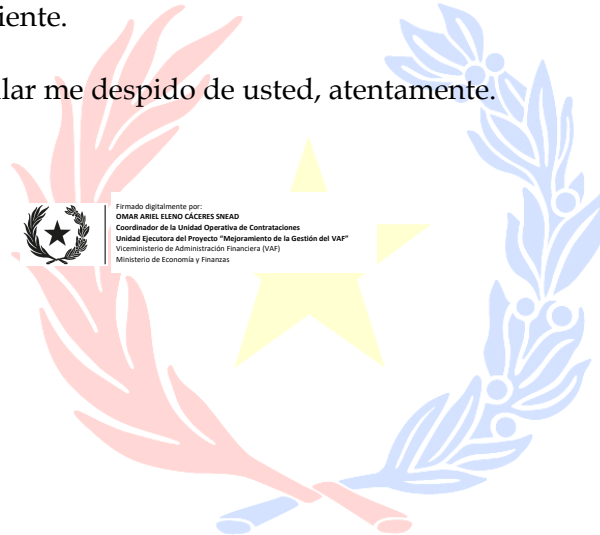 iente.
lar me despido de usted, atentamente.
Firmado digitalmente por:
OMAR ARIEL ELENO CÁCERES SNEAD
Coordinador de la Unidad Operativa de Contrataciones
Unidad Ejecutora del Proyecto "Mejoramiento de la Gestión del VAF"
Viceministerio de Administración Financiera (VAF)
Ministerio de Economía y Finanzas